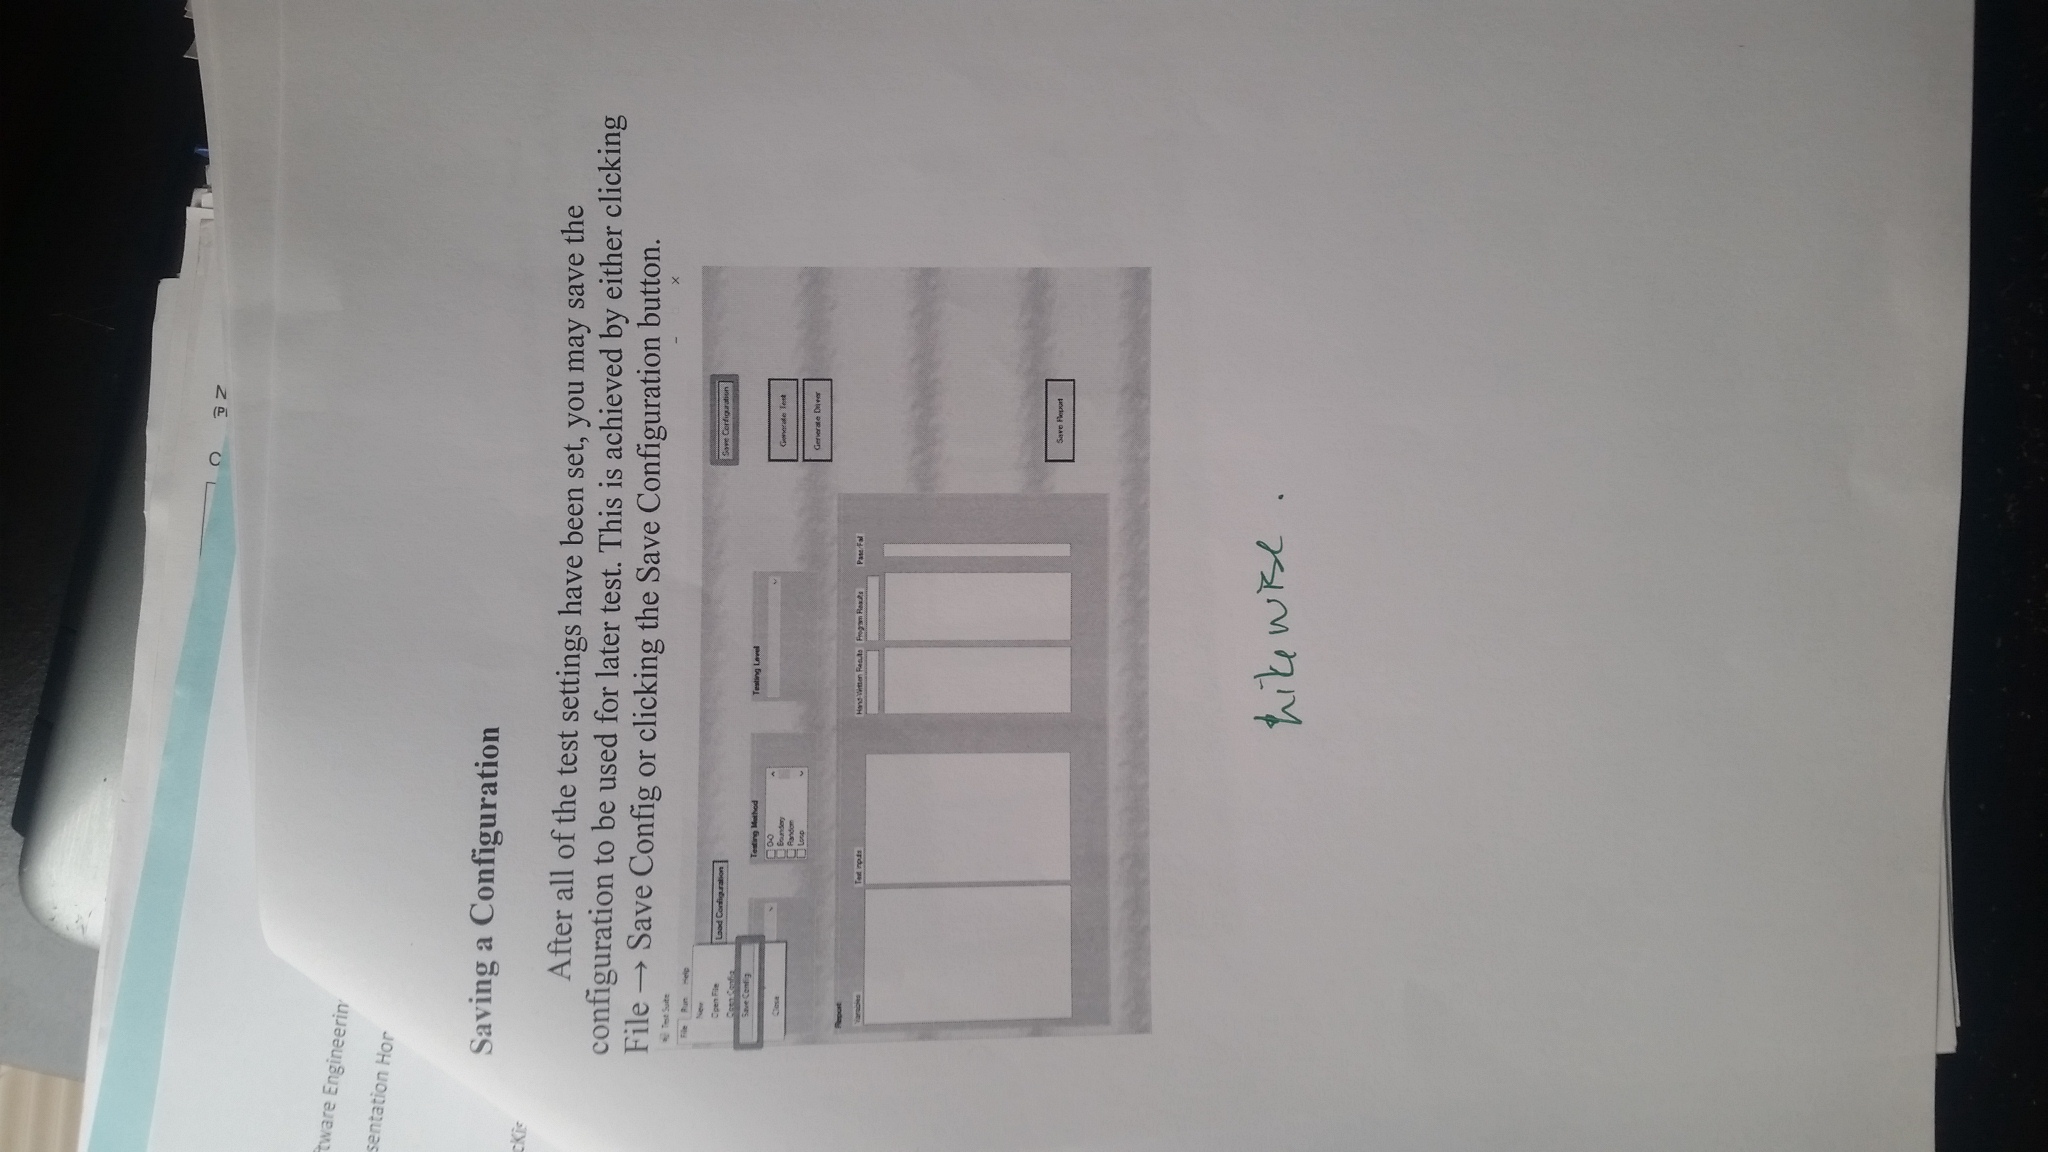 N
(P
C
tware Engineerin
sentation Hor
cKis
Saving a Configuration
After all of the test settings have been set, you may save the
configuration to be used for later test. This is achieved by either clicking
File → Save Config or clicking the Save Configuration button.
Test Suite
File Run Help
New
Open File
Open Config
Save Config
Close
Load Configuration
Save Configuration
Testing Method
Boundary
Random
Loop
Testing Level
Generate Test
Generate Driver
Report
Variables
Test Inputs
Hand-Written Results
Program Results
Pass/Fail
Save Report
Likewise.